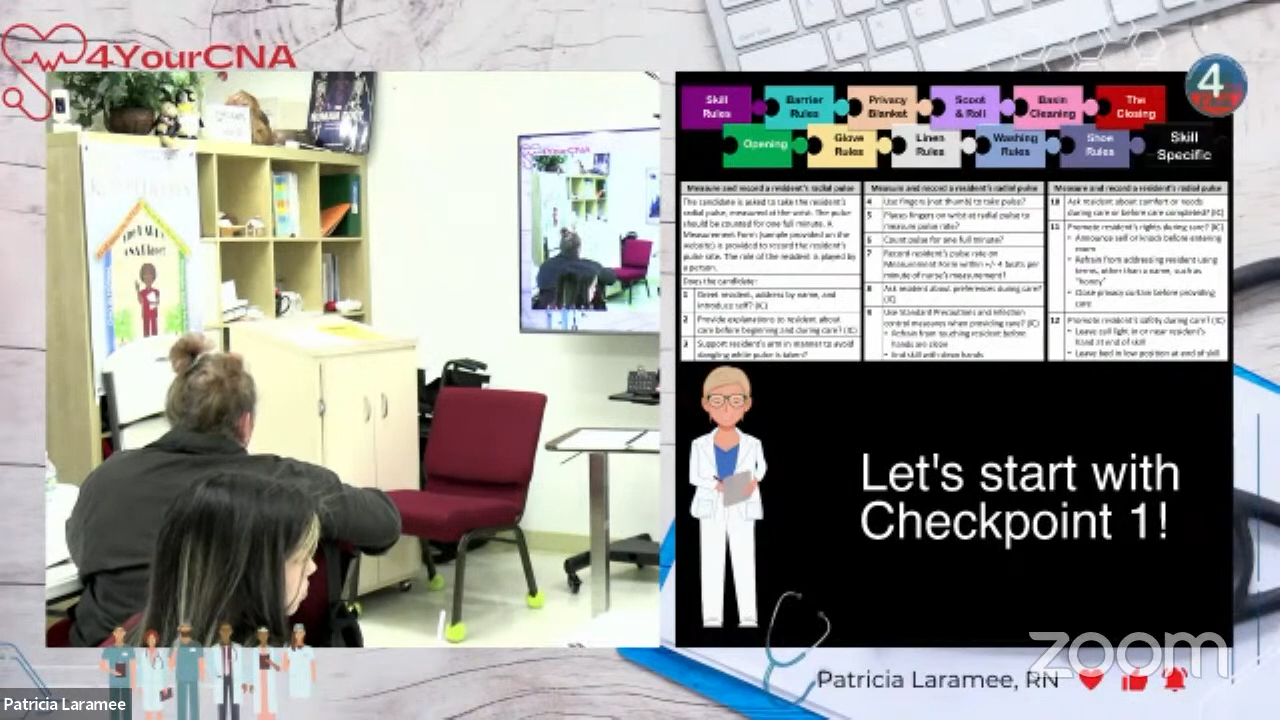 4YourCNA
4
Skill
Rules
Barrier
Rules
Privacy
Blanket
Scoot
& Roll
Basin
Cleaning
The
Closing
Opening
Glove
Rules
Linen
Rules
Washing
Rules
Shoe
Rules
Skill
Specific
4YourCNA
Measure and record a resident's radial pulse
The candidate is asked to take the resident's
radial pulse, measured at the wrist. The pulse
should be counted for one full minute. A
Measurement Form (sample provided on the
website) is provided to record the resident's
pulse rate. The role of the resident is played by
a person.
Does the candidate:
1 Greet resident, address by name, and
introduce self? (IC)
2 Provide explanations to resident about
care before beginning and during care? (IC)
3 Support resident's arm in manner to avoid
dangling while pulse is taken?
Measure and record a resident's radial pulse
4 Use fingers (not thumb) to take pulse?
5 Places fingers on wrist at radial pulse to
measure pulse rate?
6 Count pulse for one full minute?
7 Record resident's pulse rate on
Measurement Form within +/- 4 beats per
minute of nurse's measurement?
8 Ask resident about preferences during care?
(IC)
9 Use Standard Precautions and infection
control measures when providing care? (IC)
• Refrain from touching resident before
hands are clean
• End skill with clean hands
Measure and record a resident's radial pulse
10 Ask resident about comfort or needs
during care or before care completed? (IC)
11 Promote resident's rights during care? (IC)
• Announce self or knock before entering
room
• Refrain from addressing resident using
terms, other than a name, such as
"honey"
• Close privacy curtain before providing
care
12 Promote resident's safety during care? (IC)
• Leave call light in or near resident's
hand at end of skill
• Leave bed in low position at end of skill
Let's start with
Checkpoint 1!
zoom
Patricia Laramee, RN
Patricia Laramee